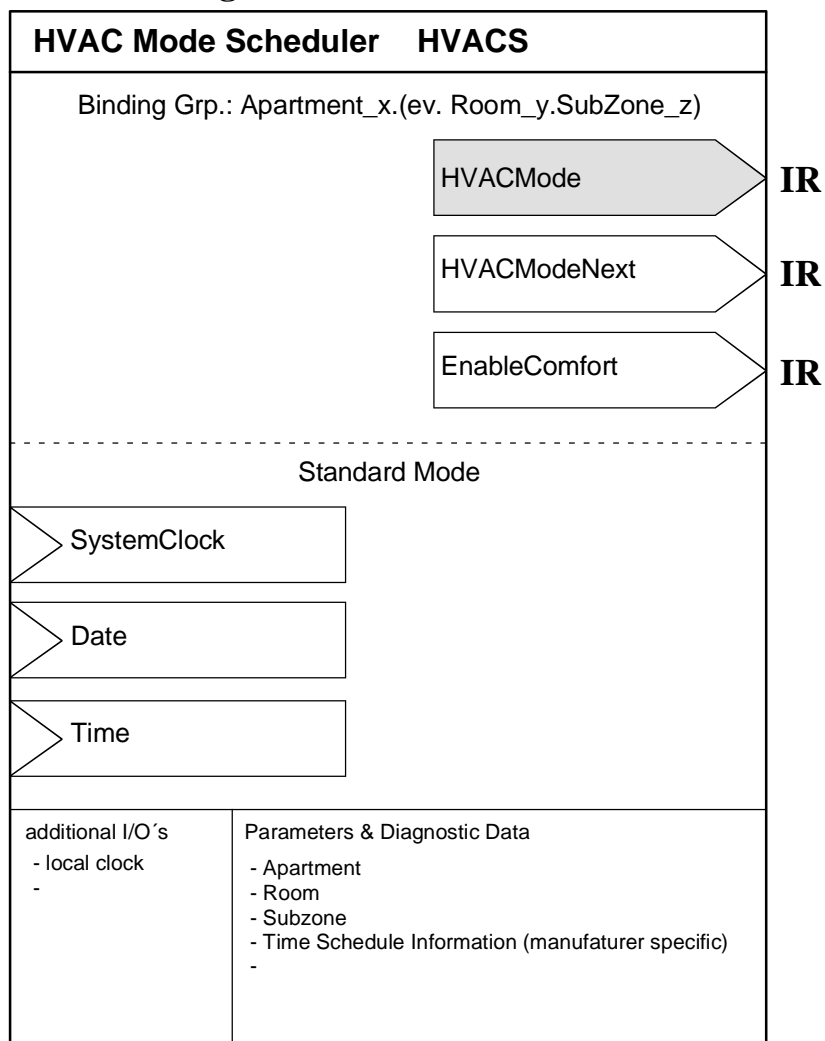 HVAC Mode Scheduler HVACS
Binding Grp.: Apartment_x.(ev. Room_y.SubZone_z)
HVACMode IR
HVACModeNext IR
EnableComfort IR
Standard Mode
SystemClock
Date
Time
additional I/O´s
- local clock
-
Parameters & Diagnostic Data
- Apartment
- Room
- Subzone
- Time Schedule Information (manufaturer specific)
-